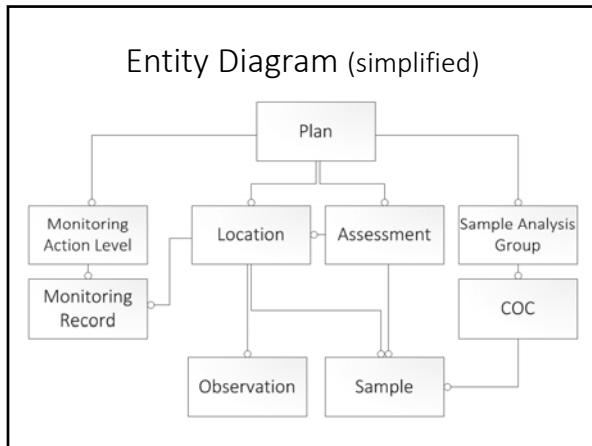 Entity Diagram (simplified)
Plan
Monitoring
Action Level
Location
Assessment
Sample Analysis
Group
Monitoring
Record
COC
Observation
Sample